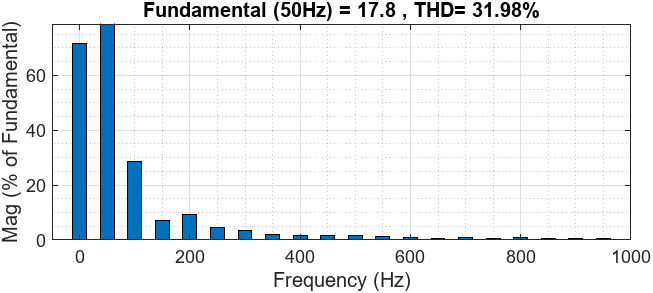 Fundamental (50Hz) = 17.8 , THD= 31.98%
Mag (% of Fundamental)
60
40
20
0
0 200 400 600 800 1000
Frequency (Hz)